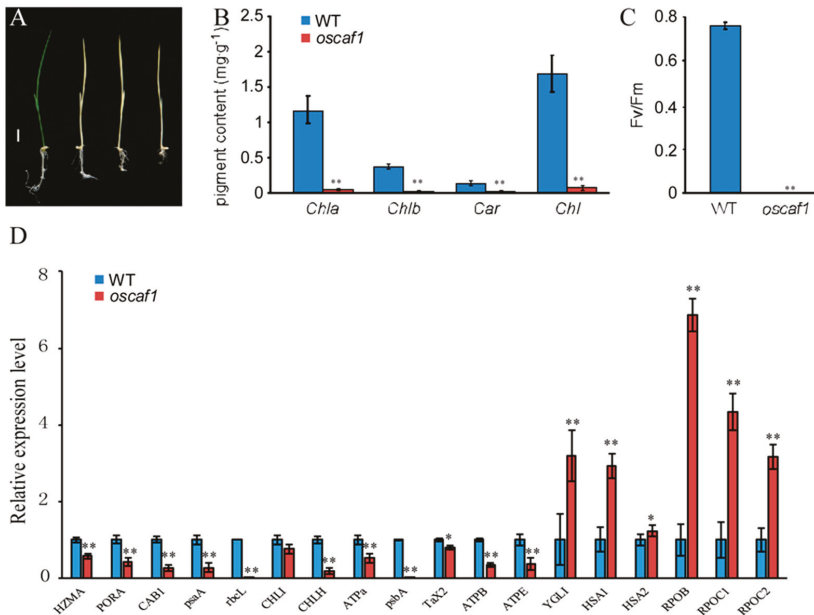 A
B
WT
oscaf1
pigment content (mg·g⁻¹)
2.5
2
1.5
1
0.5
0
**
**
**
**
Chla
Chlb
Car
Chl
C
Fv/Fm
0.8
0.6
0.4
0.2
0
**
WT
oscaf1
D
WT
oscaf1
Relative expression level
8
6
4
2
0
**
**
**
**
**
**
**
**
*
**
**
**
**
*
**
**
**
HZMA
PORA
CAB1
psaA
rbcL
CHLI
CHLH
ATPa
psbA
TaX2
ATPB
ATPE
YGL1
HSA1
HSA2
RPOB
RPOC1
RPOC2